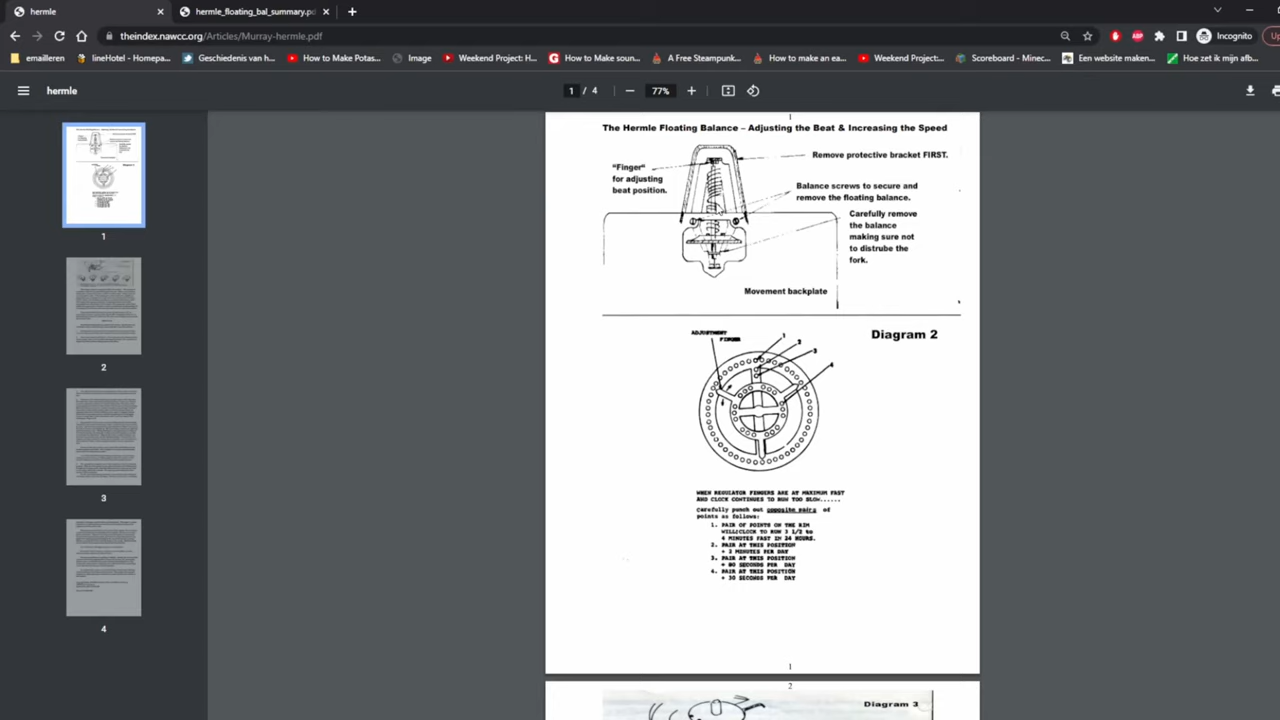 hermle
hermle_floating_bal_summary.pd
theindex.nawcc.org/Articles/Murray-hermle.pdf
Incognito
Up
emailleren
lineHotel - Homepa...
Geschiedenis van h...
How to Make Potas...
Image
Weekend Project: H...
How to Make soun...
A Free Steampunk...
How to make an ea...
Weekend Project:...
Scoreboard - Minec...
Een website maken...
Hoe zet ik mijn afb...
hermle
1 / 4
77%
1
2
3
4
1
The Hermle Floating Balance – Adjusting the Beat & Increasing the Speed
"Finger"
for adjusting
beat position.
Remove protective bracket FIRST.
Balance screws to secure and
remove the floating balance.
Carefully remove
the balance
making sure not
to distrube the
fork.
Movement backplate
Diagram 2
ADJUSTMENT
FINGER
1
2
3
4
WHEN REGULATOR FINGERS ARE AT MAXIMUM FAST
AND CLOCK CONTINUES TO RUN TOO SLOW......
Carefully punch out opposite pairs of
points as follows:
1. PAIR OF POINTS ON THE RIM
WILL CLOCK TO RUN 3 1/2 to
4 MINUTES FAST IN 24 HOURS.
2. PAIR AT THIS POSITION
+ 2 MINUTES PER DAY
3. PAIR AT THIS POSITION
= 80 SECONDS PER DAY
4. PAIR AT THIS POSITION
+ 30 SECONDS PER DAY
1
2
Diagram 3